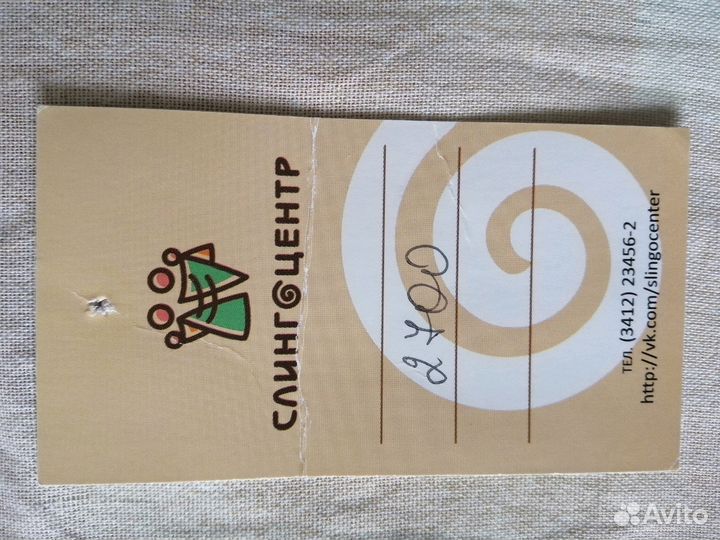 СЛИНГОЦЕНТР
2700
тел. (3412) 23456-2
http://vk.com/slingocenter
Avito